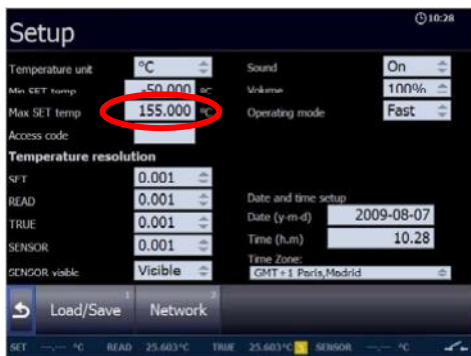 10:28
Setup
Temperature unit °C
Sound On
Min SET temp -50.000 °C
Volume 100%
Max SET temp 155.000 °C
Operating mode Fast
Access code
Temperature resolution
SET 0.001
READ 0.001
TRUE 0.001
SENSOR 0.001
SENSOR visible Visible
Date and time setup
Date (y-m-d) 2009-08-07
Time (h.m) 10.28
Time Zone:
GMT+1 Paris,Madrid
Load/Save 1
Network 2
SET ---.--- °C READ 25.603°C TRUE 25.603°C S SENSOR ---.--- °C